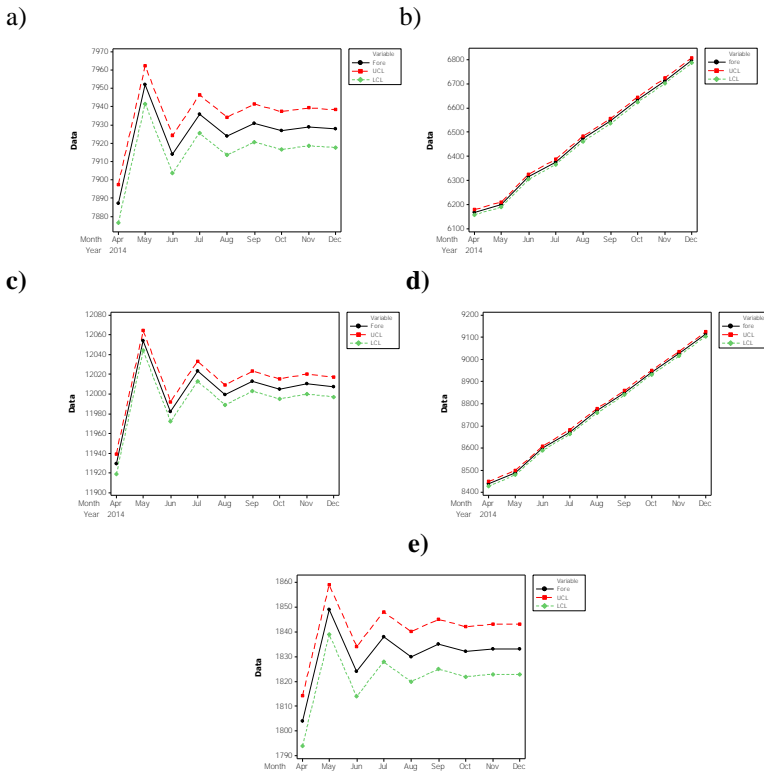 a)
b)
7970
7960
7950
7940
7930
7920
7910
7900
7890
7880
Data
Month
Apr May Jun Jul Aug Sep Oct Nov Dec
Year 2014
Variable
Fore
UCL
LCL
6800
6700
6600
6400
6300
6200
6100
Data
Month
Apr May Jun Jul Aug Sep Oct Nov Dec
Year 2014
Variable
fore
UCL
LCL
c)
d)
12080
12060
12040
12020
12000
11980
11960
11940
11920
11900
Data
Month
Apr May Jun Jul Aug Sep Oct Nov Dec
Year 2014
Variable
Fore
UCL
LCL
9200
9100
9000
8900
8800
8700
8600
8500
8400
Data
Month
Apr May Jun Jul Aug Sep Oct Nov Dec
Year 2014
Variable
fore
UCL
LCL
e)
1860
1850
1840
1830
1820
1810
1800
1790
Data
Month
Apr May Jun Jul Aug Sep Oct Nov Dec
Variable
Fore
UCL
LCL